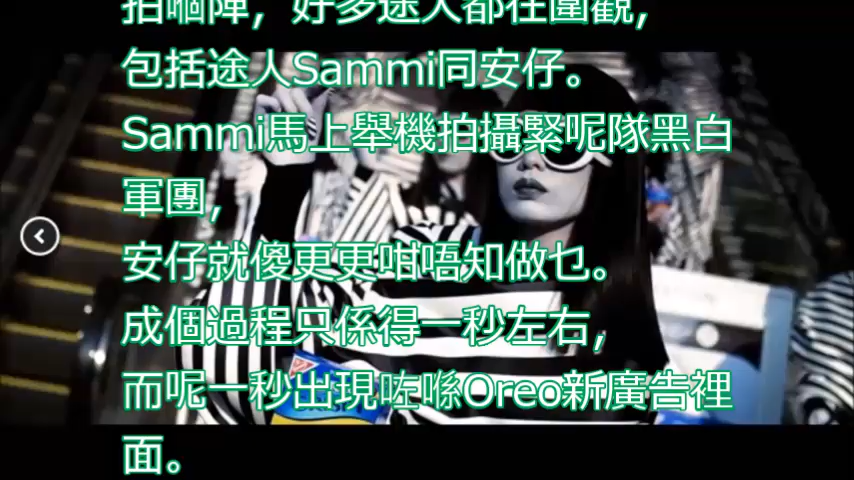 拍嗰陣，好多途人都在圍觀，
包括途人Sammi同安仔。
Sammi馬上舉機拍攝緊呢隊黑白
軍團，
安仔就傻更更咁唔知做乜。
成個過程只係得一秒左右，
而呢一秒出現咗喺Oreo新廣告裡
面。